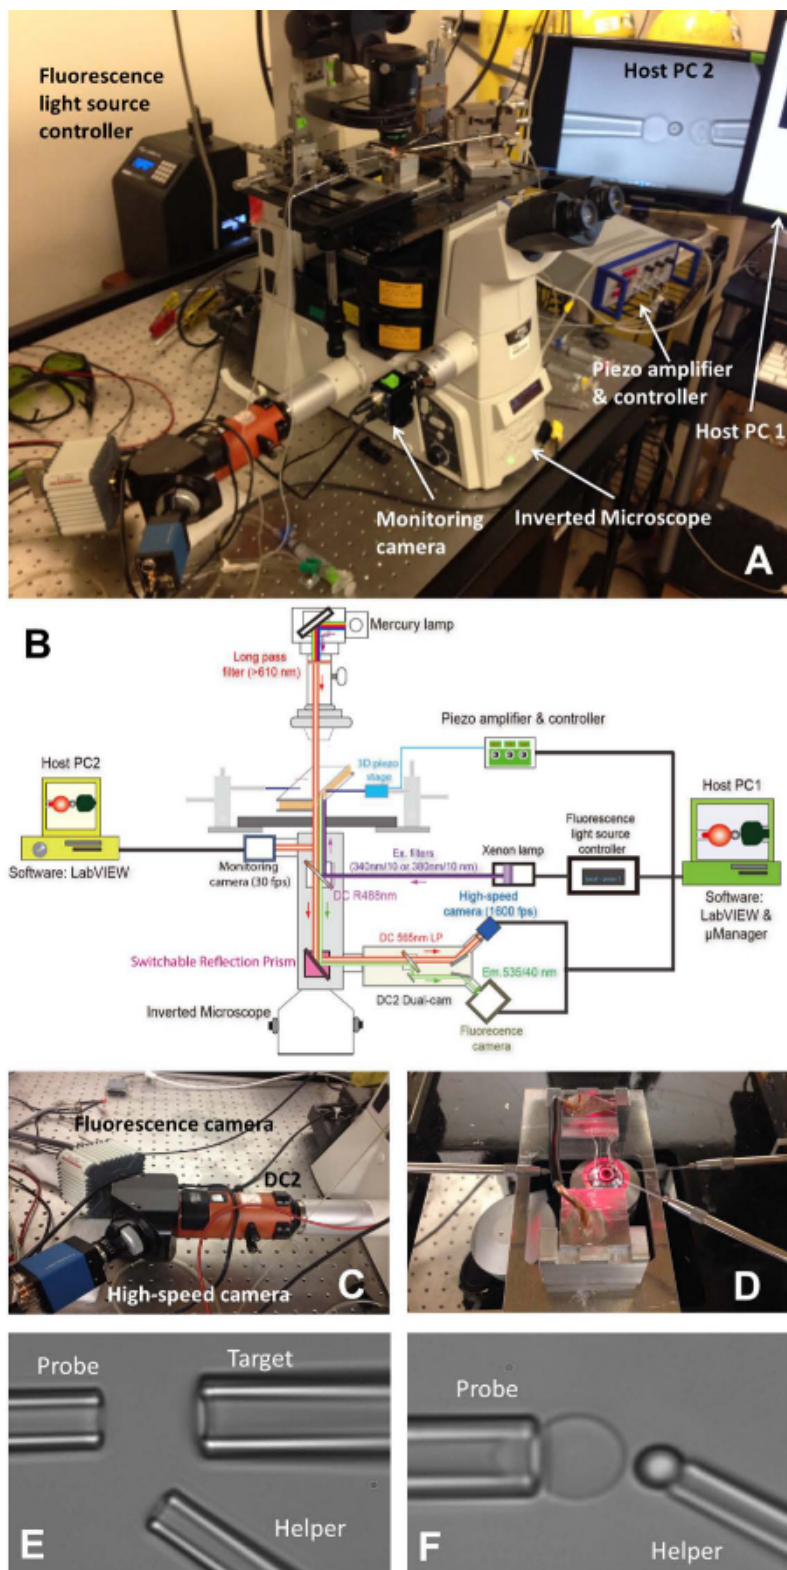 Fluorescence
light source
controller
Host PC 2
Piezo amplifier
& controller
Host PC 1
Monitoring
camera
Inverted Microscope
A
B
Mercury lamp
Long pass
filter (>610 nm)
Piezo amplifier & controller
3D piezo
stage
Host PC2
Host PC1
Fluorescence
light source
controller
Ex. filters
(340nm/10 or 380nm/10 nm)
Xenon lamp
Software: LabVIEW
Monitoring
camera (30 fps)
DC R488nm
High-speed
camera (1600 fps)
Software:
LabVIEW &
µManager
DC 565nm LP
Switchable Reflection Prism
Em.535/40 nm
DC2 Dual-cam
Inverted Microscope
Fluorecence
camera
Fluorescence camera
DC2
High-speed camera
C
D
Probe
Target
Helper
E
Probe
Helper
F